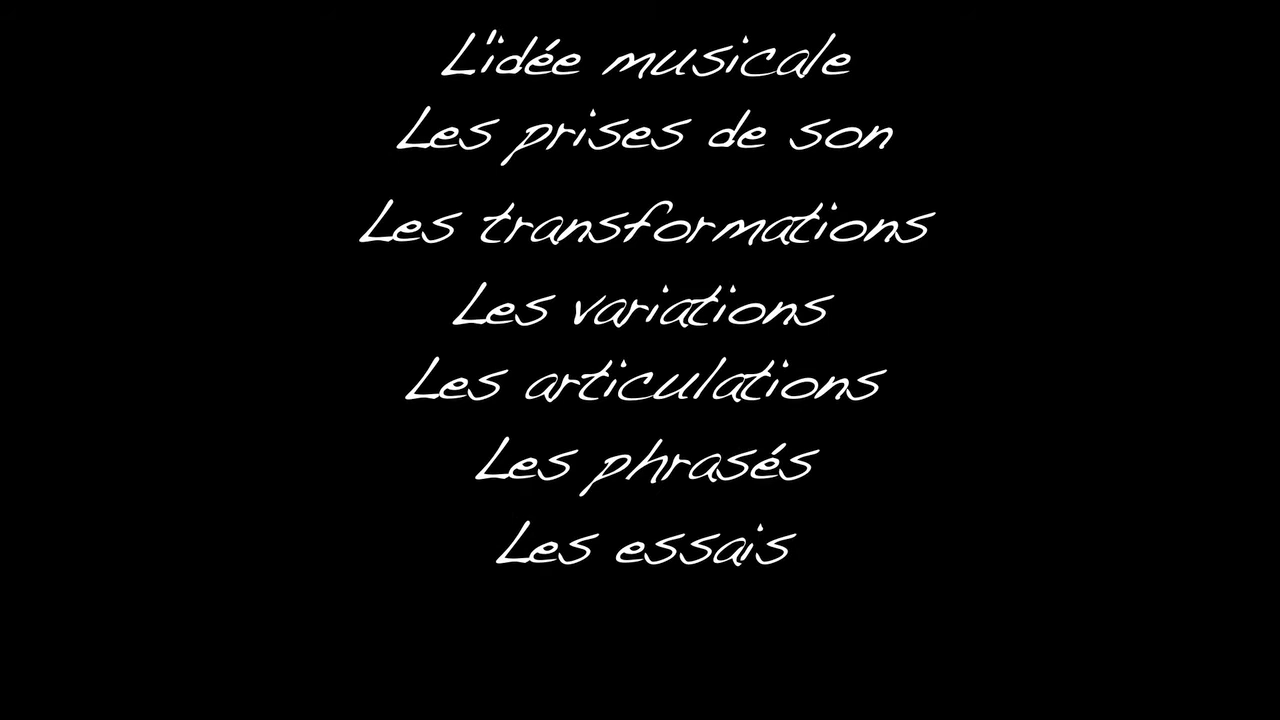 L'idée musicale
Les prises de son
Les transformations
Les variations
Les articulations
Les phrasés
Les essais